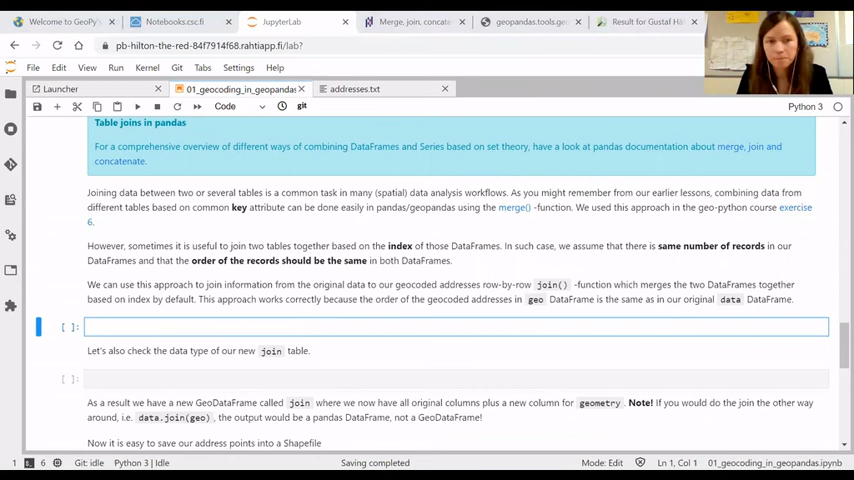 Welcome to GeoPy
Notebooks.csc.fi
JupyterLab
Merge, join, concate
geopandas.tools.ge
Result for Gustaf Hä
pb-hilton-the-red-84f7914f68.rahtiapp.fi/lab?
File Edit View Run Kernel Git Tabs Settings Help
Launcher
01_geocoding_in_geopandas
addresses.txt
Code
git
Python 3
Table joins in pandas
For a comprehensive overview of different ways of combining DataFrames and Series based on set theory, have a look at pandas documentation about merge, join and
concatenate.
Joining data between two or several tables is a common task in many (spatial) data analysis workflows. As you might remember from our earlier lessons, combining data from
different tables based on common key attribute can be done easily in pandas/geopandas using the merge() -function. We used this approach in the geo-python course exercise
6.
However, sometimes it is useful to join two tables together based on the index of those DataFrames. In such case, we assume that there is same number of records in our
DataFrames and that the order of the records should be the same in both DataFrames.
We can use this approach to join information from the original data to our geocoded addresses row-by-row join() -function which merges the two DataFrames together
based on index by default. This approach works correctly because the order of the geocoded addresses in geo DataFrame is the same as in our original data DataFrame.
[ ]:
Let's also check the data type of our new join table.
[ ]:
As a result we have a new GeoDataFrame called join where we now have all original columns plus a new column for geometry. Note! If you would do the join the other way
around, i.e. data.join(geo), the output would be a pandas DataFrame, not a GeoDataFrame!
Now it is easy to save our address points into a Shapefile
1 6 Git: idle Python 3 | Idle Saving completed Mode: Edit Ln 1, Col 1 01_geocoding_in_geopandas.ipynb